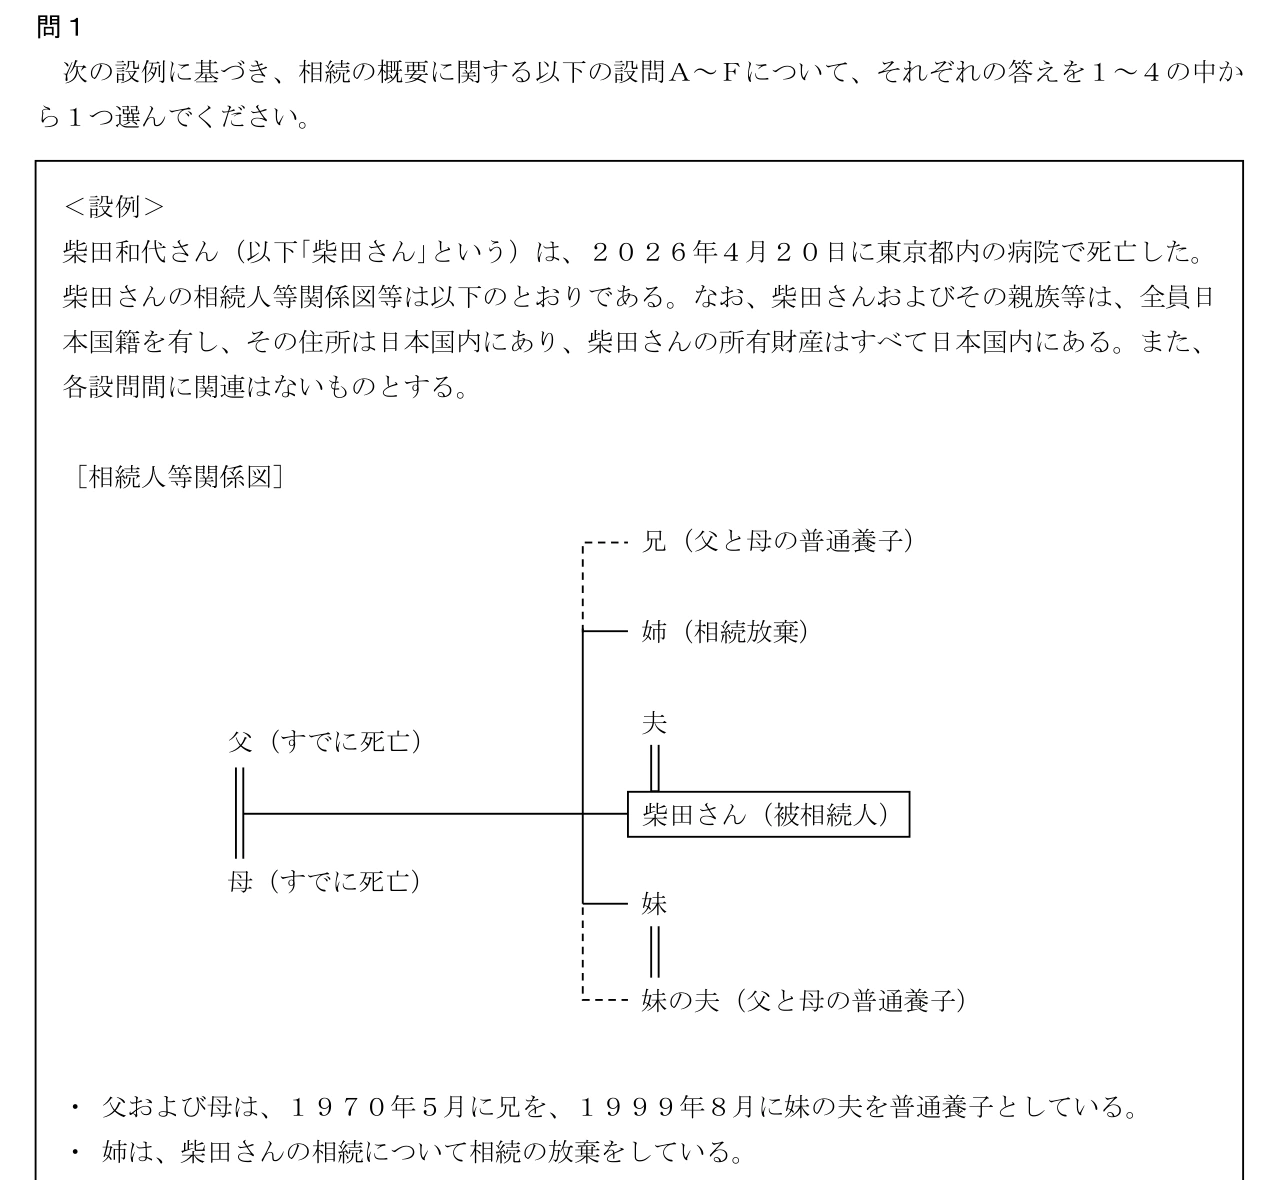 問１
次の設例に基づき、相続の概要に関する以下の設問Ａ～Ｆについて、それぞれの答えを１～４の中か
ら１つ選んでください。
＜設例＞
柴田和代さん（以下｢柴田さん｣という）は、２０２６年４月２０日に東京都内の病院で死亡した。
柴田さんの相続人等関係図等は以下のとおりである。なお、柴田さんおよびその親族等は、全員日
本国籍を有し、その住所は日本国内にあり、柴田さんの所有財産はすべて日本国内にある。また、
各設問間に関連はないものとする。
［相続人等関係図］
兄（父と母の普通養子）
姉（相続放棄）
夫
父（すでに死亡）
柴田さん（被相続人）
母（すでに死亡）
妹
妹の夫（父と母の普通養子）
・ 父および母は、１９７０年５月に兄を、１９９９年８月に妹の夫を普通養子としている。
・ 姉は、柴田さんの相続について相続の放棄をしている。